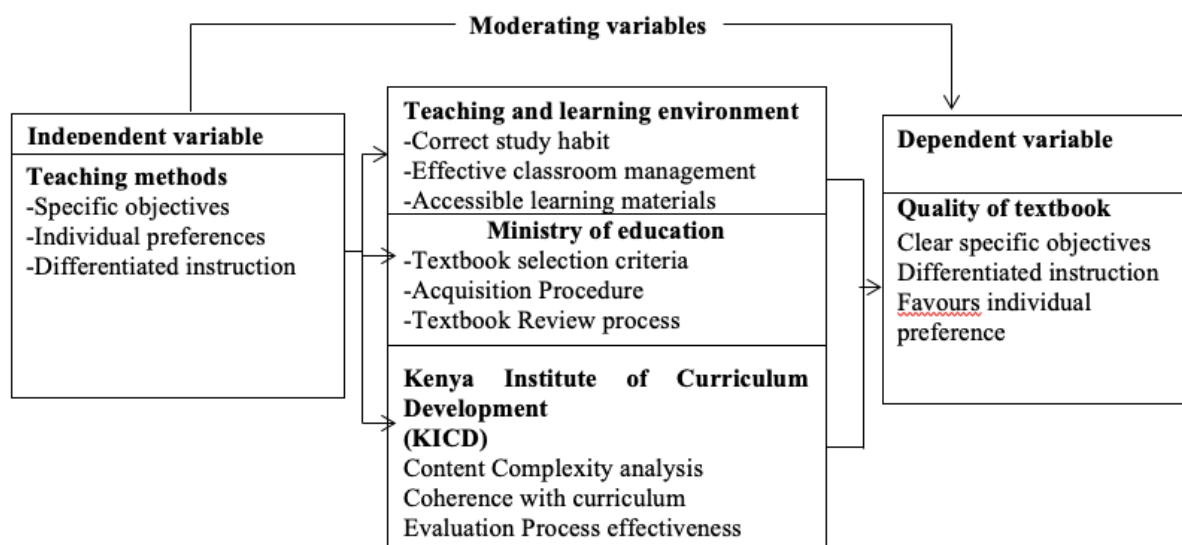 Moderating variables
Independent variable
Teaching methods
-Specific objectives
-Individual preferences
-Differentiated instruction
Teaching and learning environment
-Correct study habit
-Effective classroom management
-Accessible learning materials
Ministry of education
-Textbook selection criteria
-Acquisition Procedure
-Textbook Review process
Kenya Institute of Curriculum
Development
(KICD)
Content Complexity analysis
Coherence with curriculum
Evaluation Process effectiveness
Dependent variable
Quality of textbook
Clear specific objectives
Differentiated instruction
Favours individual
preference